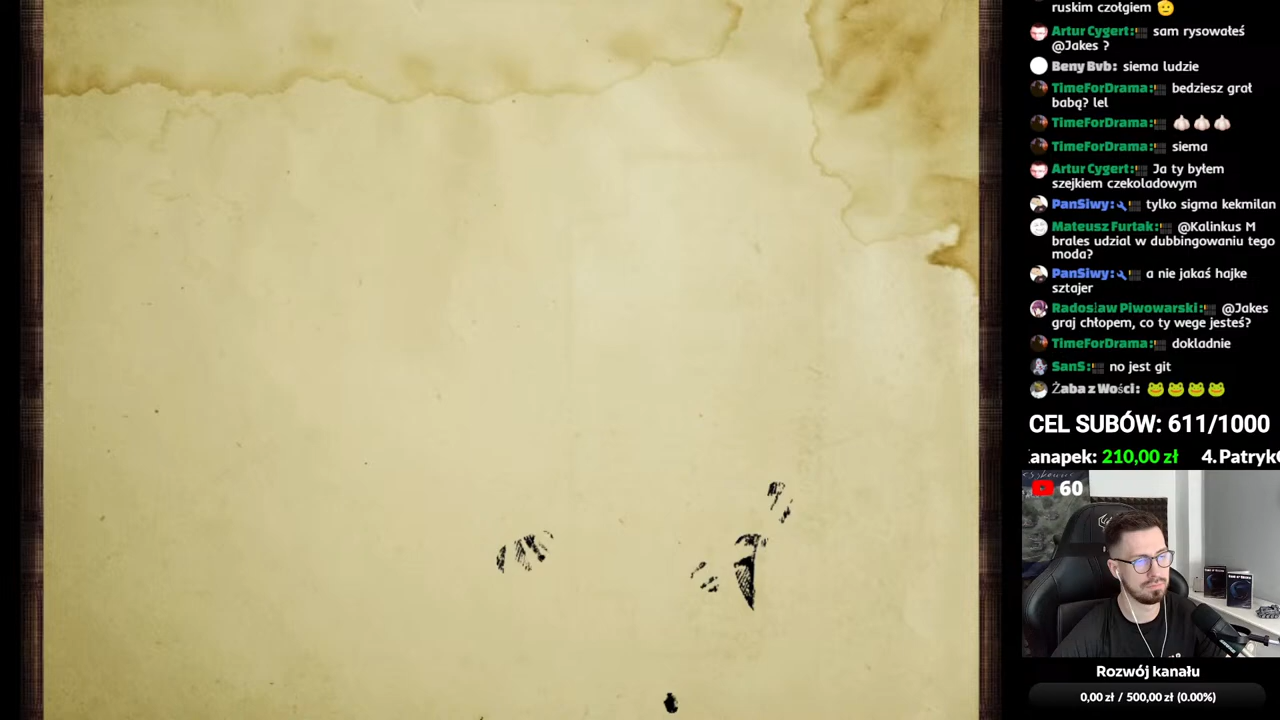 ruskim czołgiem 🫡
Artur Cygert: sam rysowałeś
@Jakes ?
Beny Bvb: siema ludzie
TimeForDrama: bedziesz grał
babą? lel
TimeForDrama: 🧄🧄🧄
TimeForDrama: siema
Artur Cygert: Ja ty byłem
szejkiem czekoladowym
PanSiwy: tylko sigma kekmilan
Mateusz Furtak: @Kalinkus M
brales udzial w dubbingowaniu tego
moda?
PanSiwy: a nie jakaś hajke
sztajer
Radosław Piwowarski: @Jakes
graj chłopem, co ty wege jesteś?
TimeForDrama: dokladnie
SanS: no jest git
Żaba z Wości: 🐸🐸🐸🐸
CEL SUBÓW: 611/1000
anapek: 210,00 zł 4. Patryk
60
Rozwój kanału
0,00 zł / 500,00 zł (0.00%)